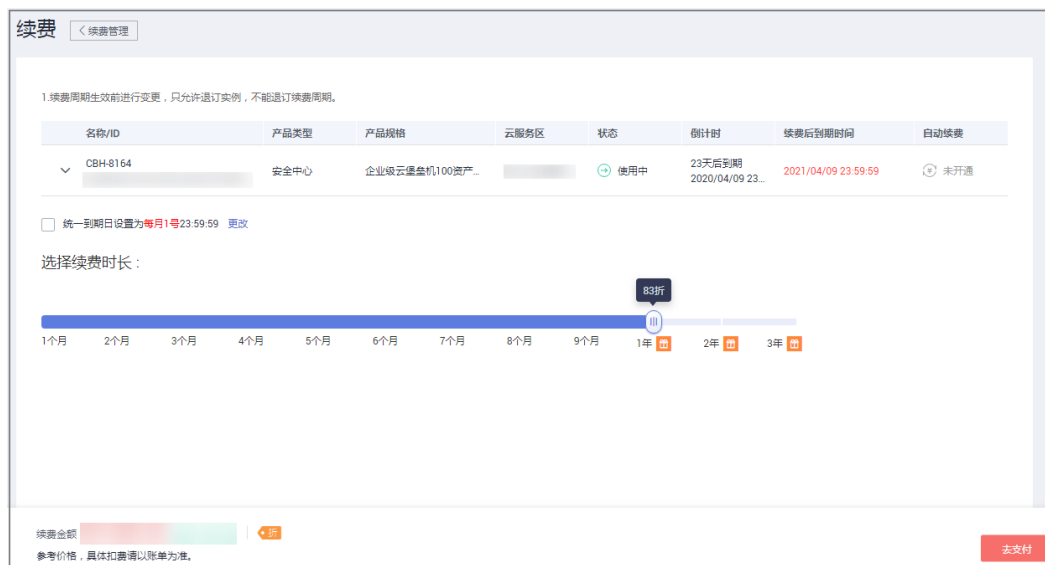 续费 <续费管理
1.续费周期生效前进行变更，只允许退订实例，不能退订续费周期。
名称/ID 产品类型 产品规格 云服务区 状态 倒计时 续费后到期时间 自动续费
CBH-8164 安全中心 企业级云堡垒机100资产... 使用中 23天后到期 2021/04/09 23:59:59 未开通
2020/04/09 23...
统一到期日设置为每月1号23:59:59 更改
选择续费时长：
83折
1个月 2个月 3个月 4个月 5个月 6个月 7个月 8个月 9个月 1年 2年 3年
续费金额 折
参考价格，具体扣费请以账单为准。
去支付